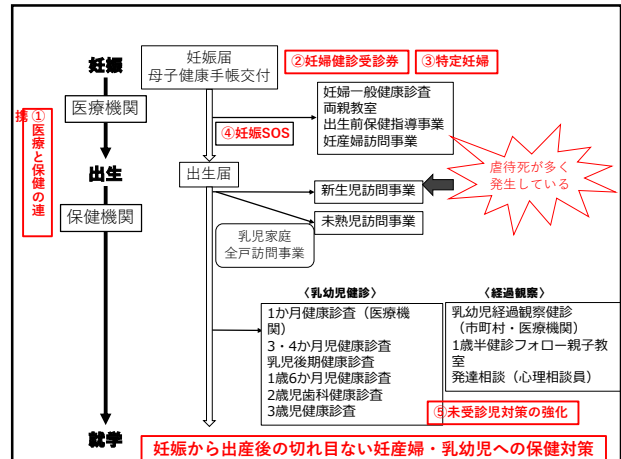 妊娠
医療機関
出生
保健機関
就学
①医療と保健の連
携
妊娠届
母子健康手帳交付
②妊婦健診受診券
③特定妊婦
④妊娠SOS
妊婦一般健康診査
両親教室
出生前保健指導事業
妊産婦訪問事業
出生届
新生児訪問事業
虐待死が多く
発生している
未熟児訪問事業
乳児家庭
全戸訪問事業
〈乳幼児健診〉
1か月健康診査（医療機
関）
3・4か月児健康診査
乳児後期健康診査
1歳6か月児健康診査
2歳児歯科健康診査
3歳児健康診査
〈経過観察〉
乳幼児経過観察健診
（市町村・医療機関）
1歳半健診フォロー親子教
室
発達相談（心理相談員）
⑤未受診児対策の強化
妊娠から出産後の切れ目ない妊産婦・乳幼児への保健対策